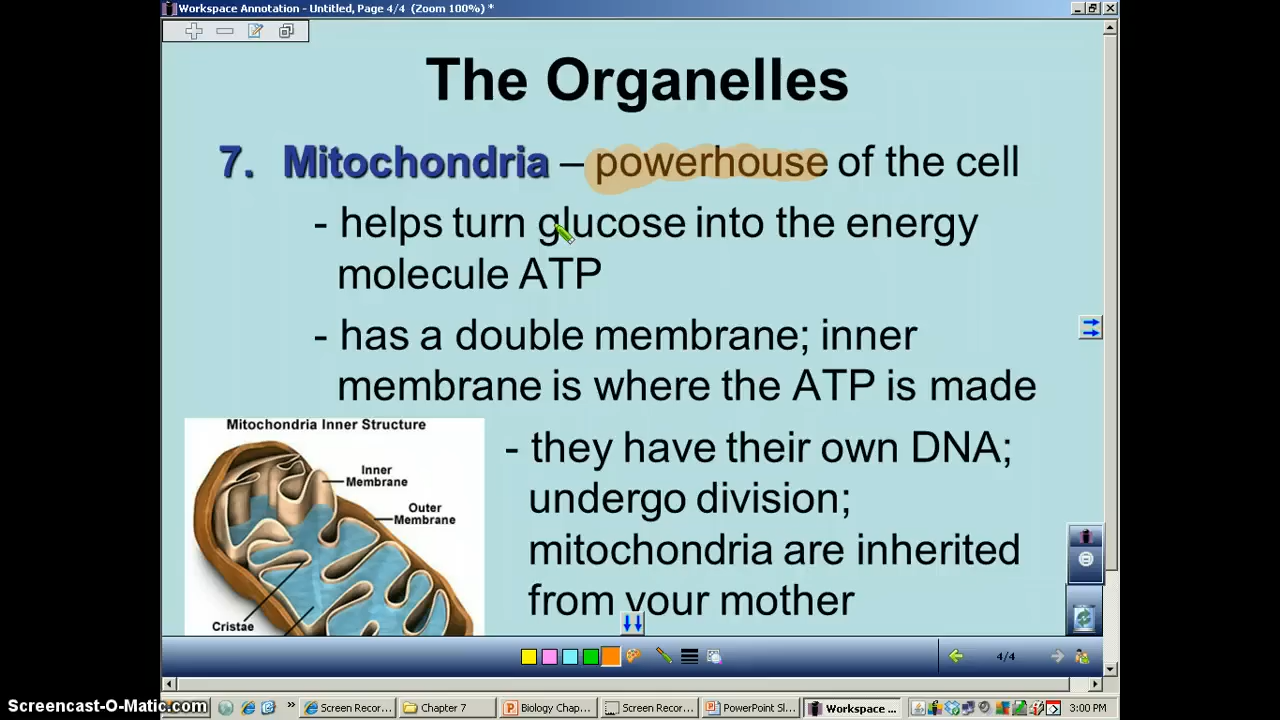 Workspace Annotation - Untitled, Page 4/4 (Zoom 100%) *
The Organelles
7. Mitochondria – powerhouse of the cell
- helps turn glucose into the energy
molecule ATP
- has a double membrane; inner
membrane is where the ATP is made
Mitochondria Inner Structure
Inner
Membrane
Outer
Membrane
Cristae
- they have their own DNA;
undergo division;
mitochondria are inherited
from your mother
4/4
Screencast-O-Matic.com
»
Screen Recor...
Chapter 7
Biology Chap...
Screen Recor...
PowerPoint Sl...
Workspace ...
3:00 PM